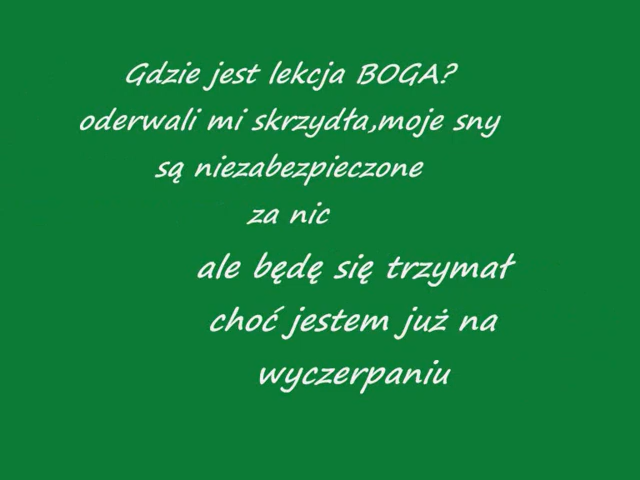 Gdzie jest lekcja BOGA?
oderwali mi skrzydła,moje sny
są niezabezpieczone
za nic
ale będę się trzymał
choć jestem już na
wyczerpaniu